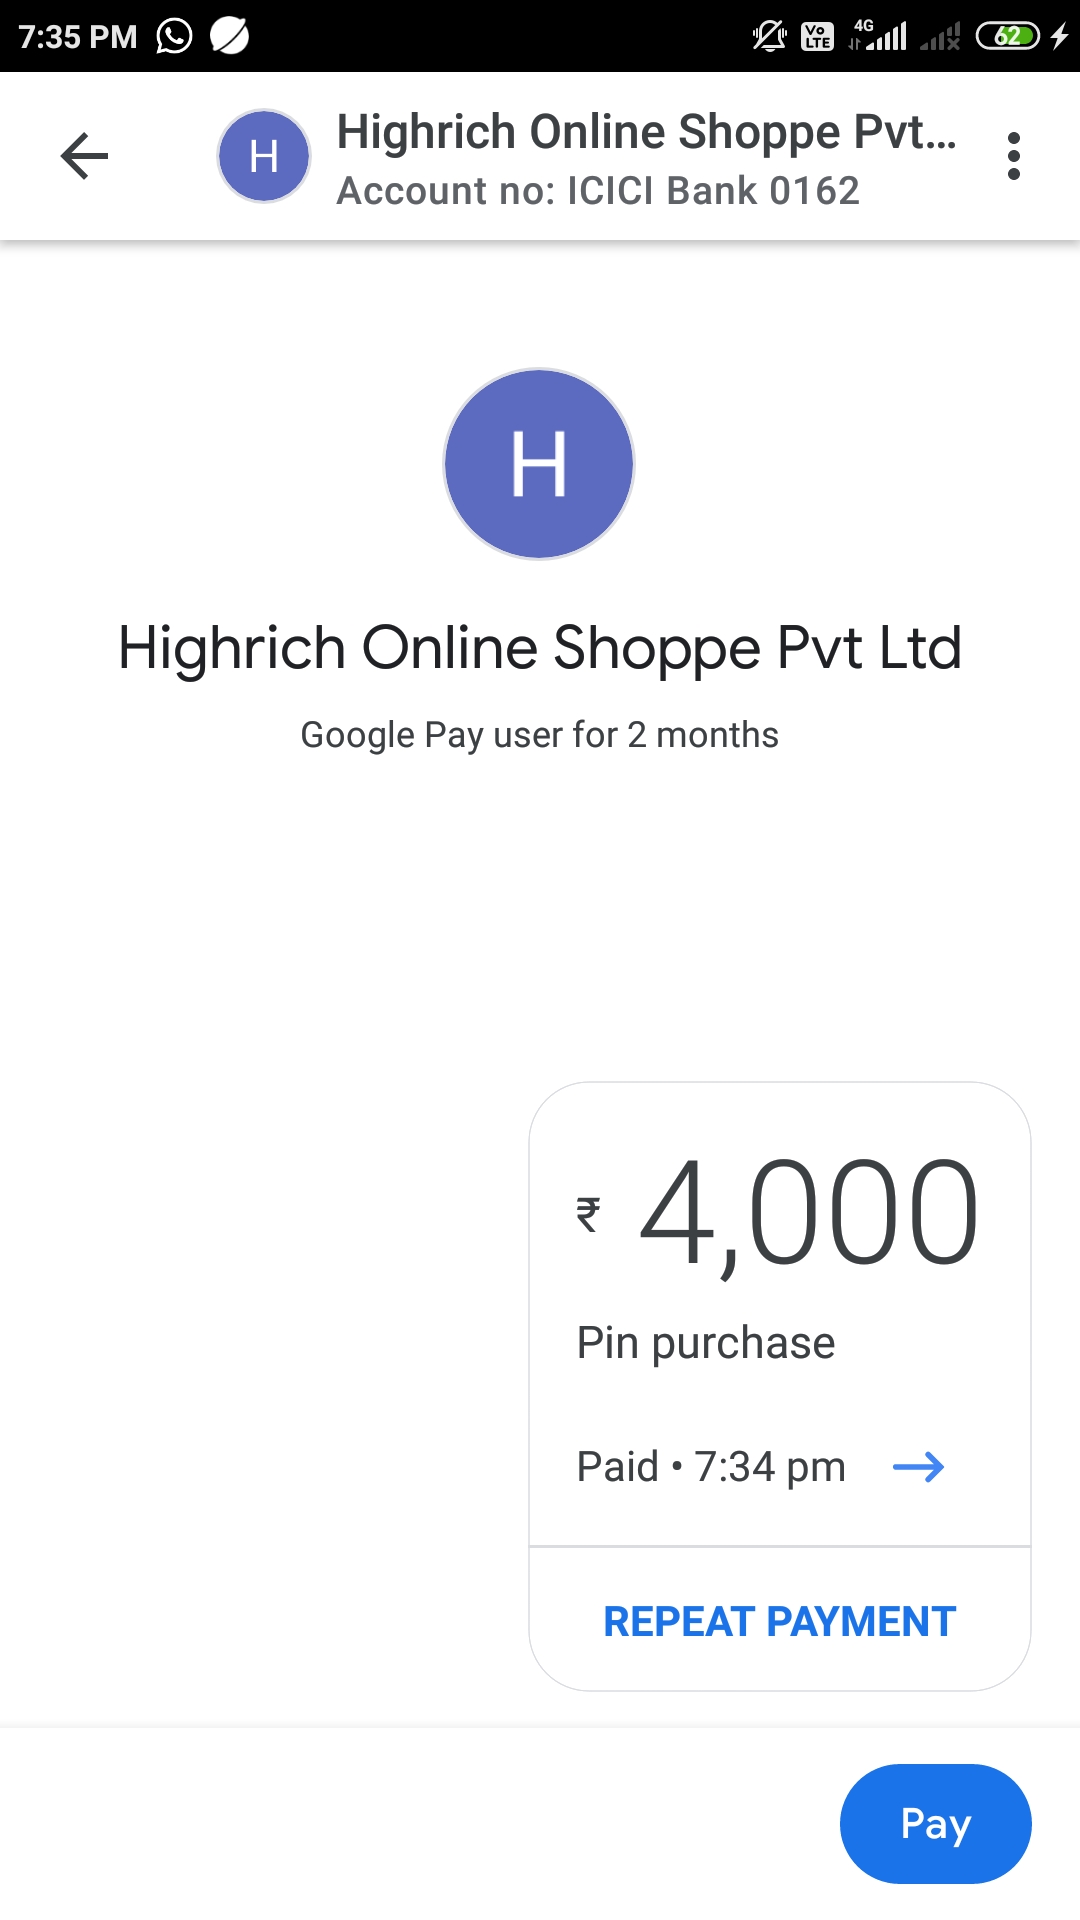 7:35 PM
Vo LTE
4G
62
H
Highrich Online Shoppe Pvt...
Account no: ICICI Bank 0162
H
Highrich Online Shoppe Pvt Ltd
Google Pay user for 2 months
₹ 4,000
Pin purchase
Paid • 7:34 pm
REPEAT PAYMENT
Pay